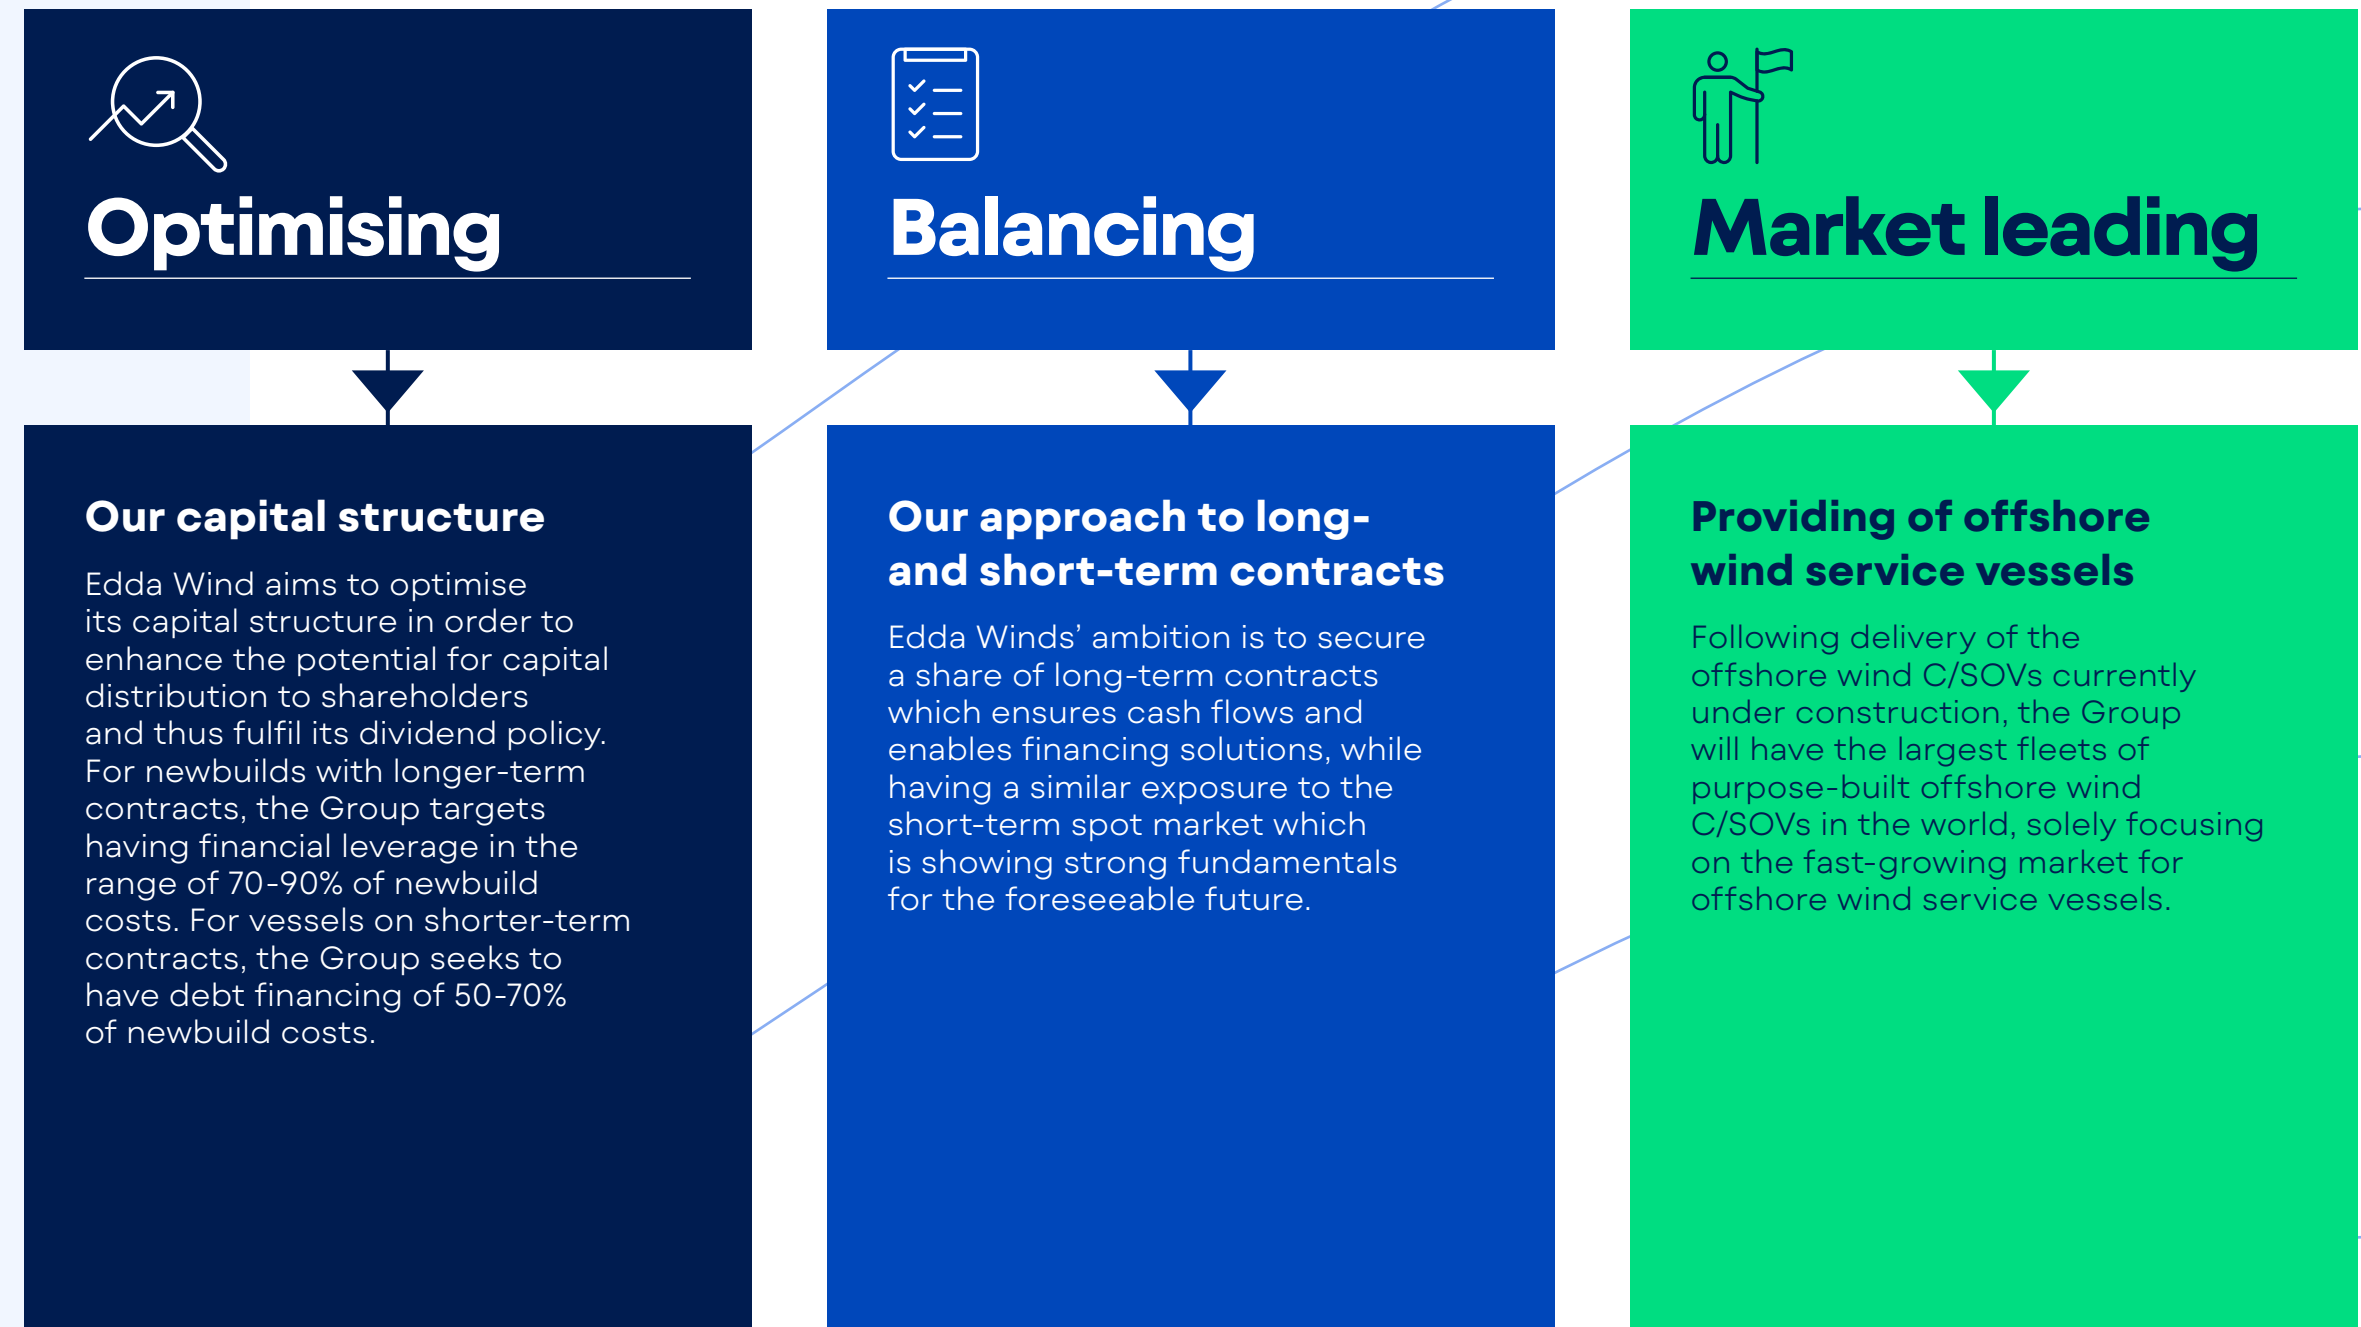 Optimising
Our capital structure
Edda Wind aims to optimise
its capital structure in order to
enhance the potential for capital
distribution to shareholders
and thus fulfil its dividend policy.
For newbuilds with longer-term
contracts, the Group targets
having financial leverage in the
range of 70-90% of newbuild
costs. For vessels on shorter-term
contracts, the Group seeks to
have debt financing of 50-70%
of newbuild costs.
Balancing
Our approach to long-
and short-term contracts
Edda Winds’ ambition is to secure
a share of long-term contracts
which ensures cash flows and
enables financing solutions, while
having a similar exposure to the
short-term spot market which
is showing strong fundamentals
for the foreseeable future.
Market leading
Providing of offshore
wind service vessels
Following delivery of the
offshore wind C/SOVs currently
under construction, the Group
will have the largest fleets of
purpose-built offshore wind
C/SOVs in the world, solely focusing
on the fast-growing market for
offshore wind service vessels.